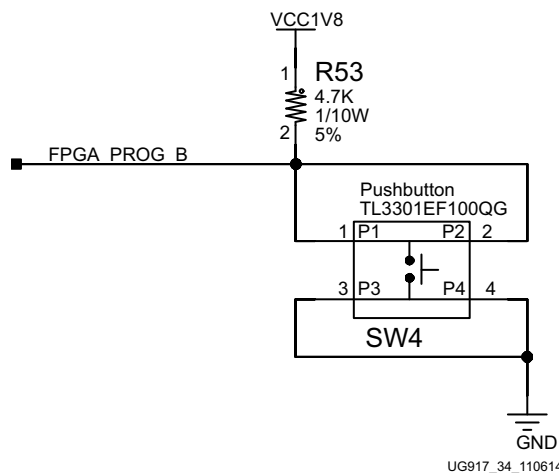 VCC1V8
1
R53
4.7K
1/10W
5%
2
FPGA_PROG_B
Pushbutton
TL3301EF100QG
1 P1 P2 2
3 P3 P4 4
SW4
GND
UG917_34_110614